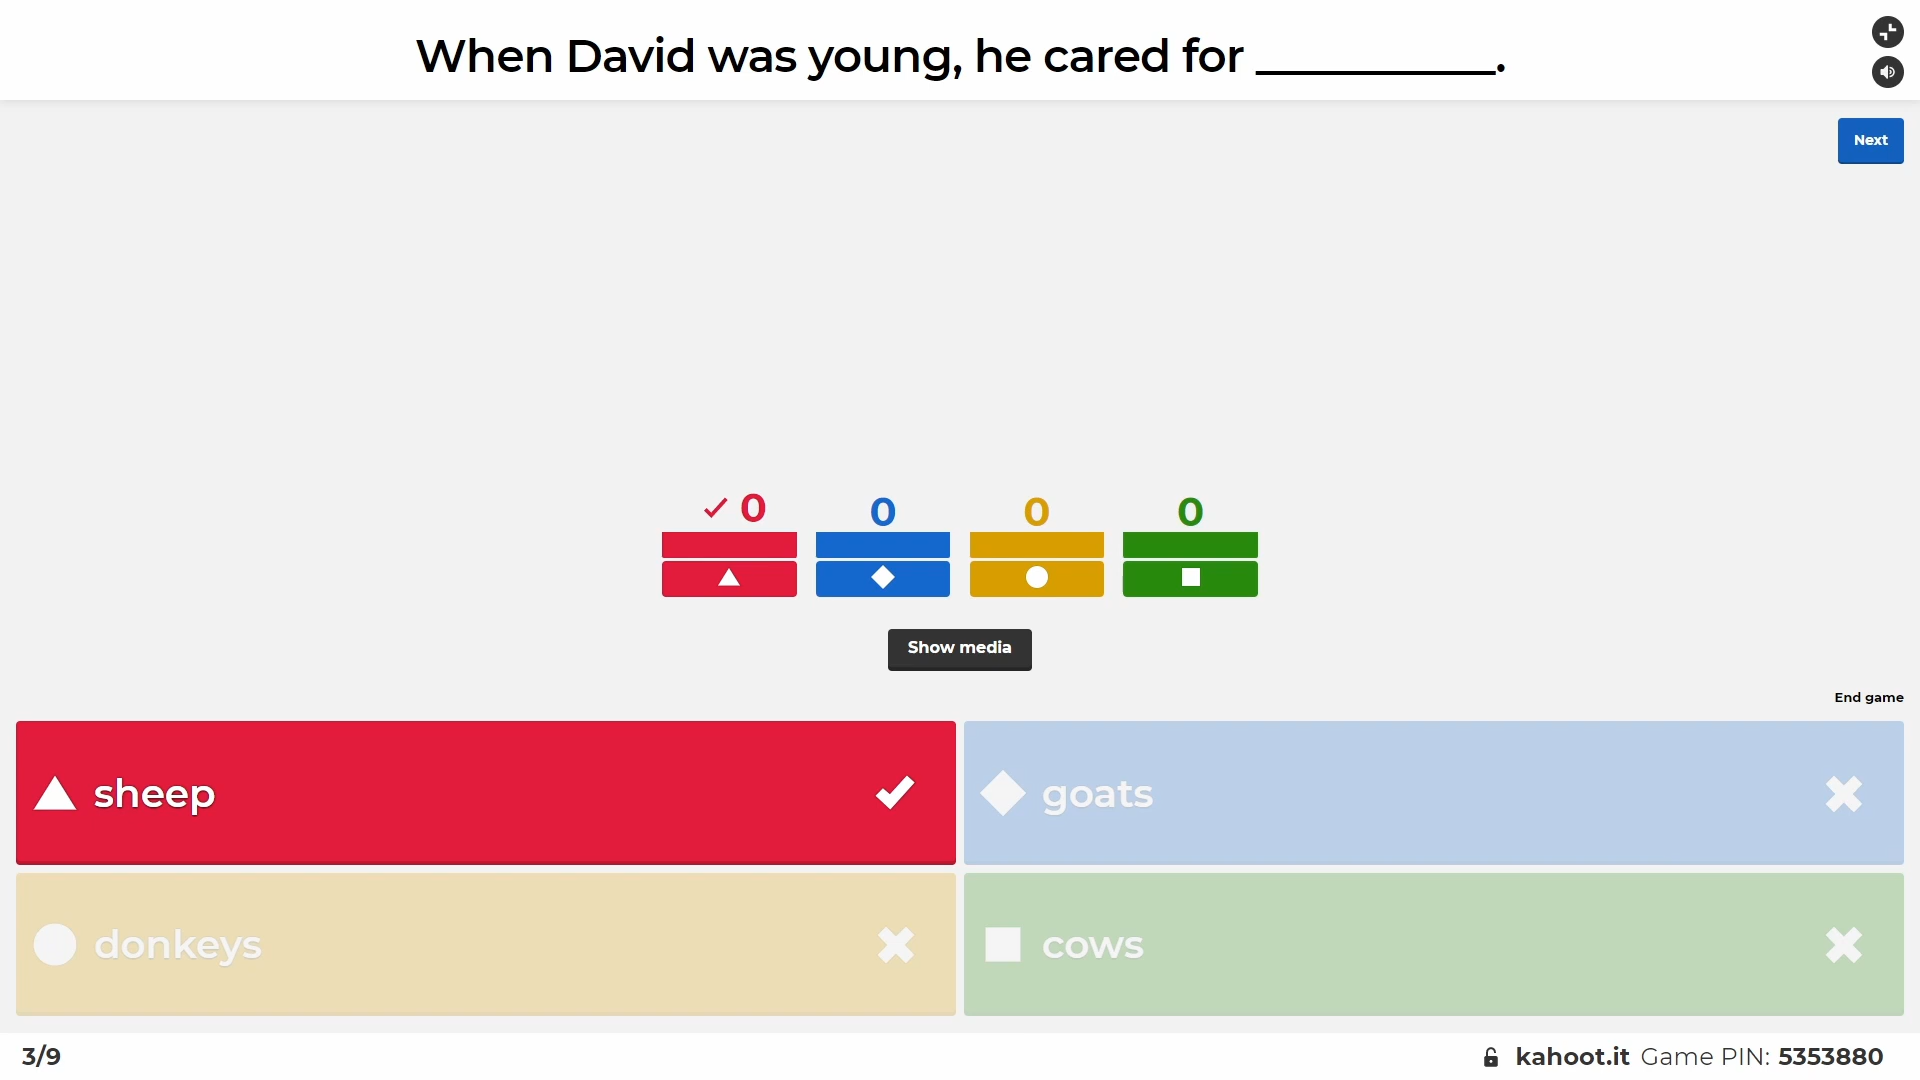 When David was young, he cared for __________.
Next
0
0
0
0
Show media
End game
sheep
goats
donkeys
cows
3/9
kahoot.it Game PIN: 5353880